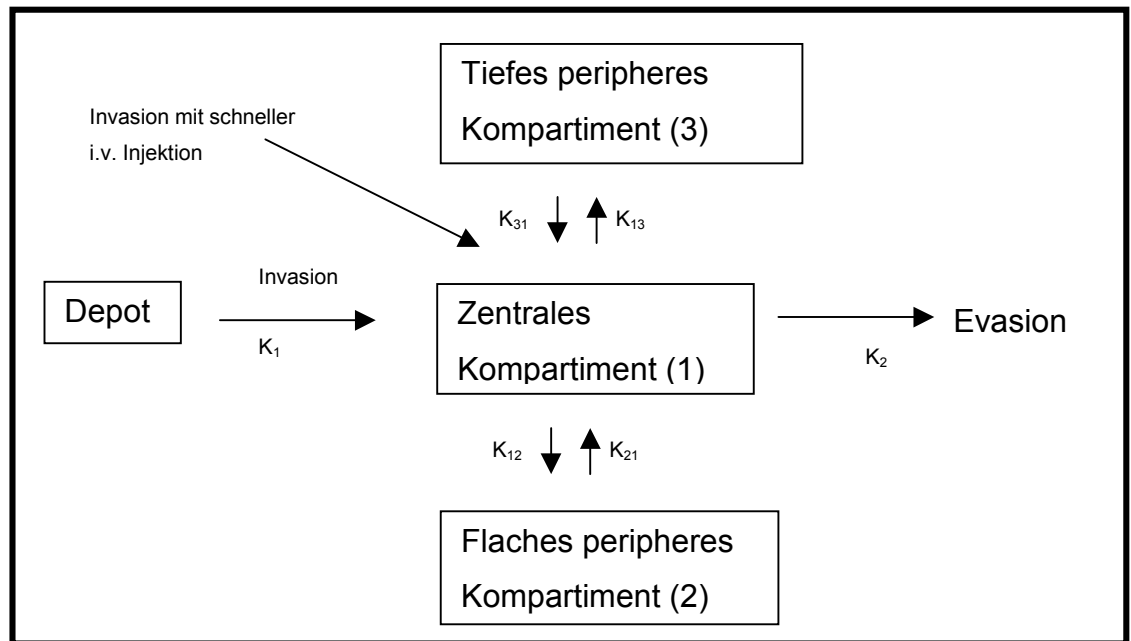 Tiefes peripheres
Kompartiment (3)
Invasion mit schneller
i.v. Injektion
K31
K13
Invasion
Depot
K1
Zentrales
Kompartiment (1)
Evasion
K2
K12
K21
Flaches peripheres
Kompartiment (2)